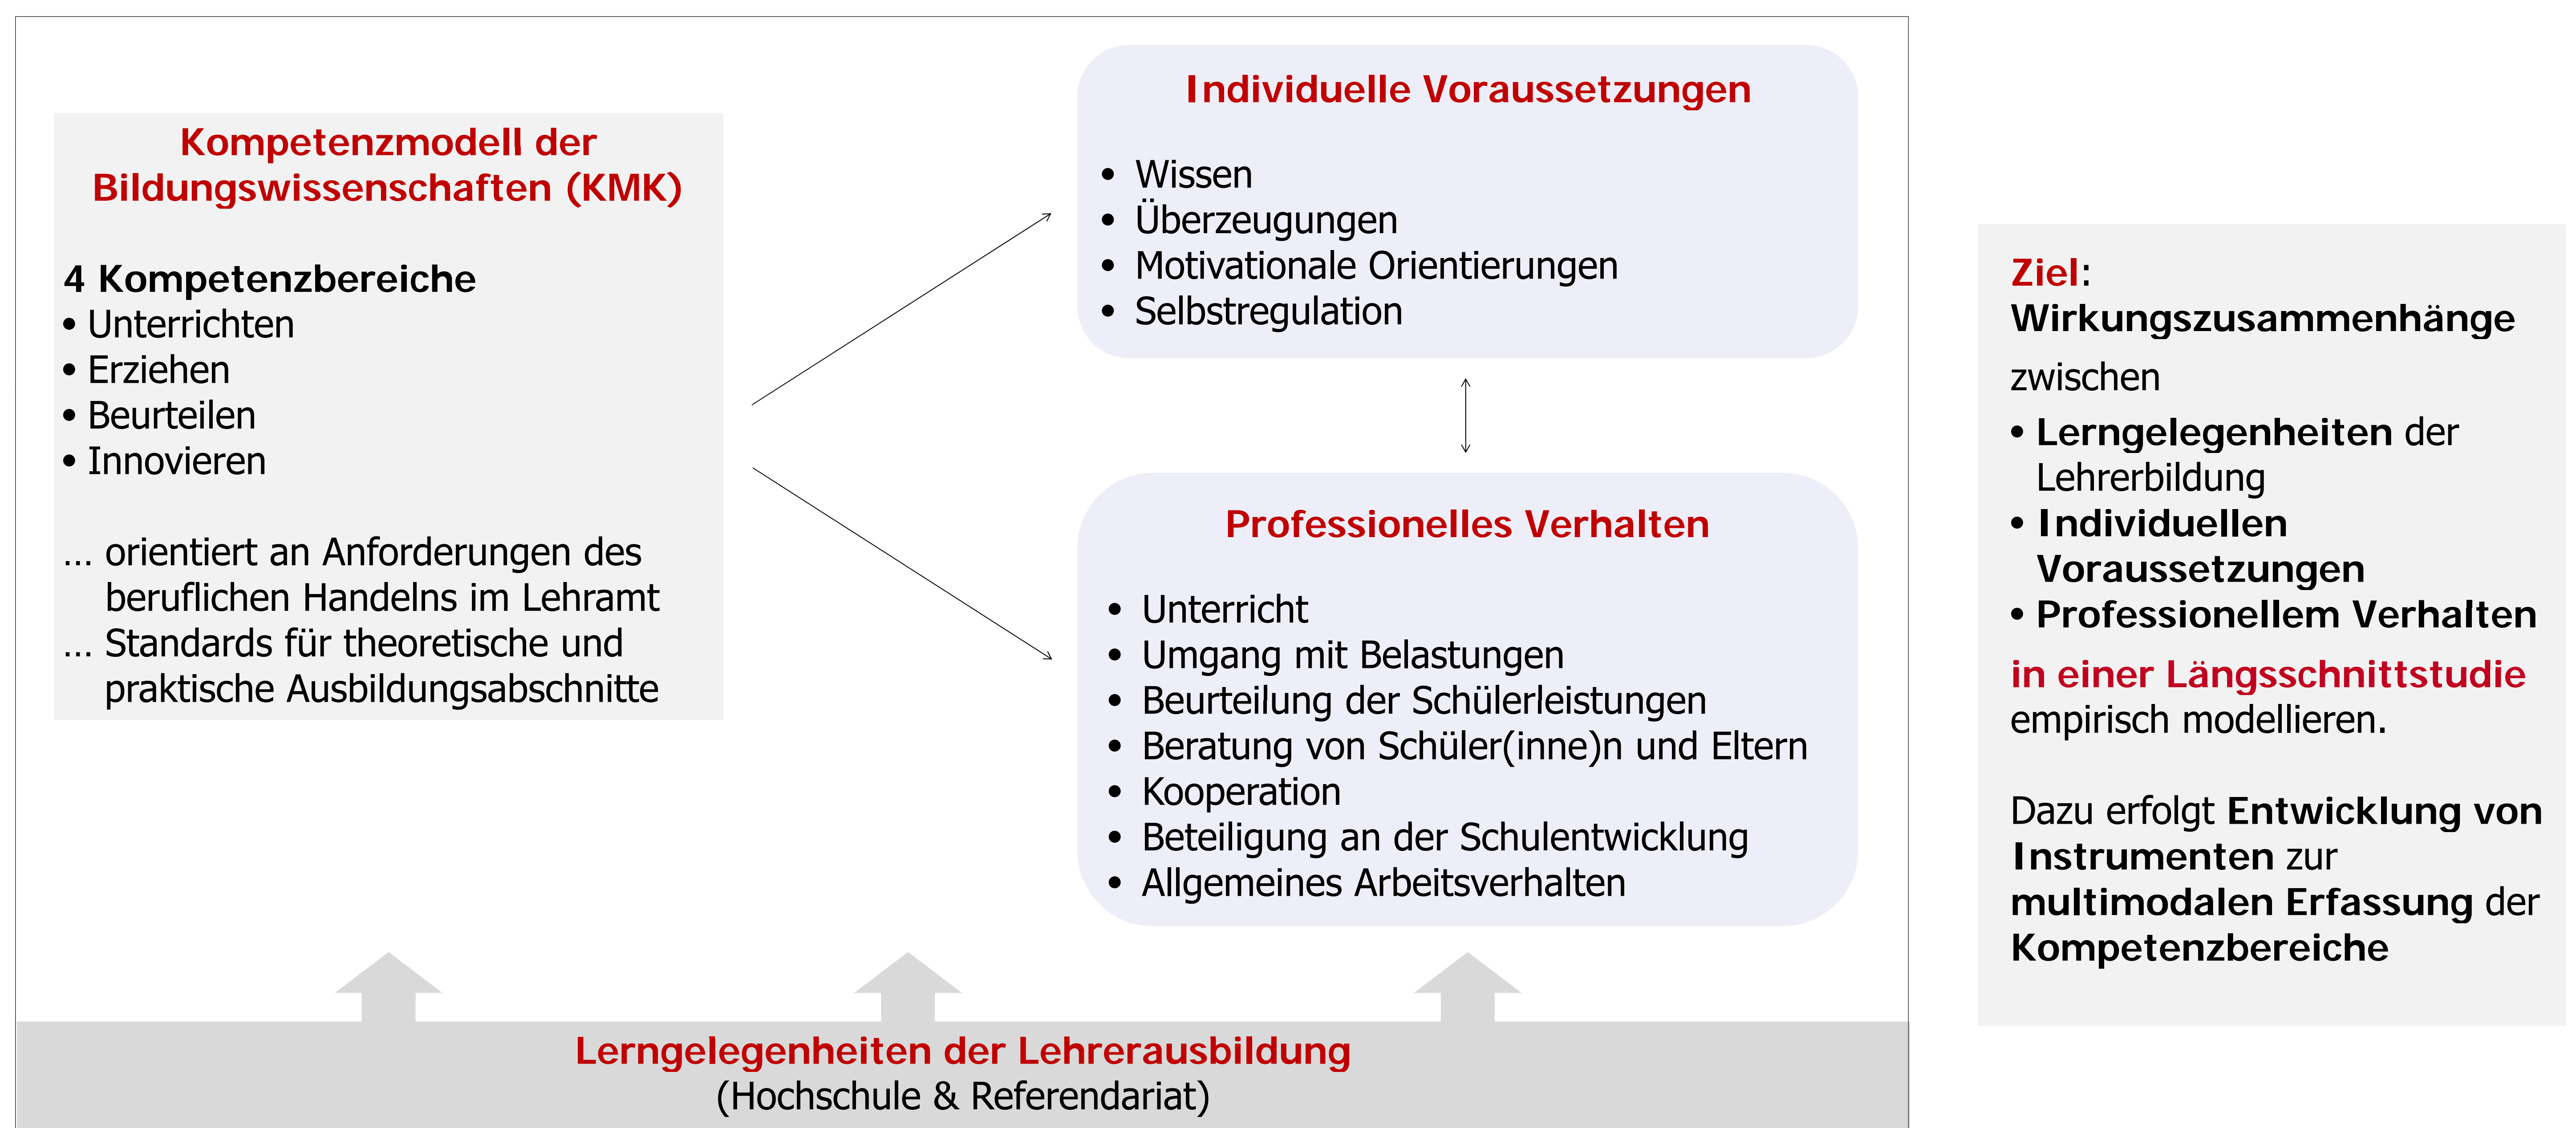 Kompetenzmodell der
Bildungswissenschaften (KMK)
4 Kompetenzbereiche
• Unterrichten
• Erziehen
• Beurteilen
• Innovieren
... orientiert an Anforderungen des
beruflichen Handelns im Lehramt
... Standards für theoretische und
praktische Ausbildungsabschnitte
Individuelle Voraussetzungen
• Wissen
• Überzeugungen
• Motivationale Orientierungen
• Selbstregulation
Professionelles Verhalten
• Unterricht
• Umgang mit Belastungen
• Beurteilung der Schülerleistungen
• Beratung von Schüler(inne)n und Eltern
• Kooperation
• Beteiligung an der Schulentwicklung
• Allgemeines Arbeitsverhalten
Lerngelegenheiten der Lehrerausbildung
(Hochschule & Referendariat)
Ziel:
Wirkungszusammenhänge
zwischen
• Lerngelegenheiten der
Lehrerbildung
• Individuellen
Voraussetzungen
• Professionellem Verhalten
in einer Längsschnittstudie
empirisch modellieren.
Dazu erfolgt Entwicklung von
Instrumenten zur
multimodalen Erfassung der
Kompetenzbereiche